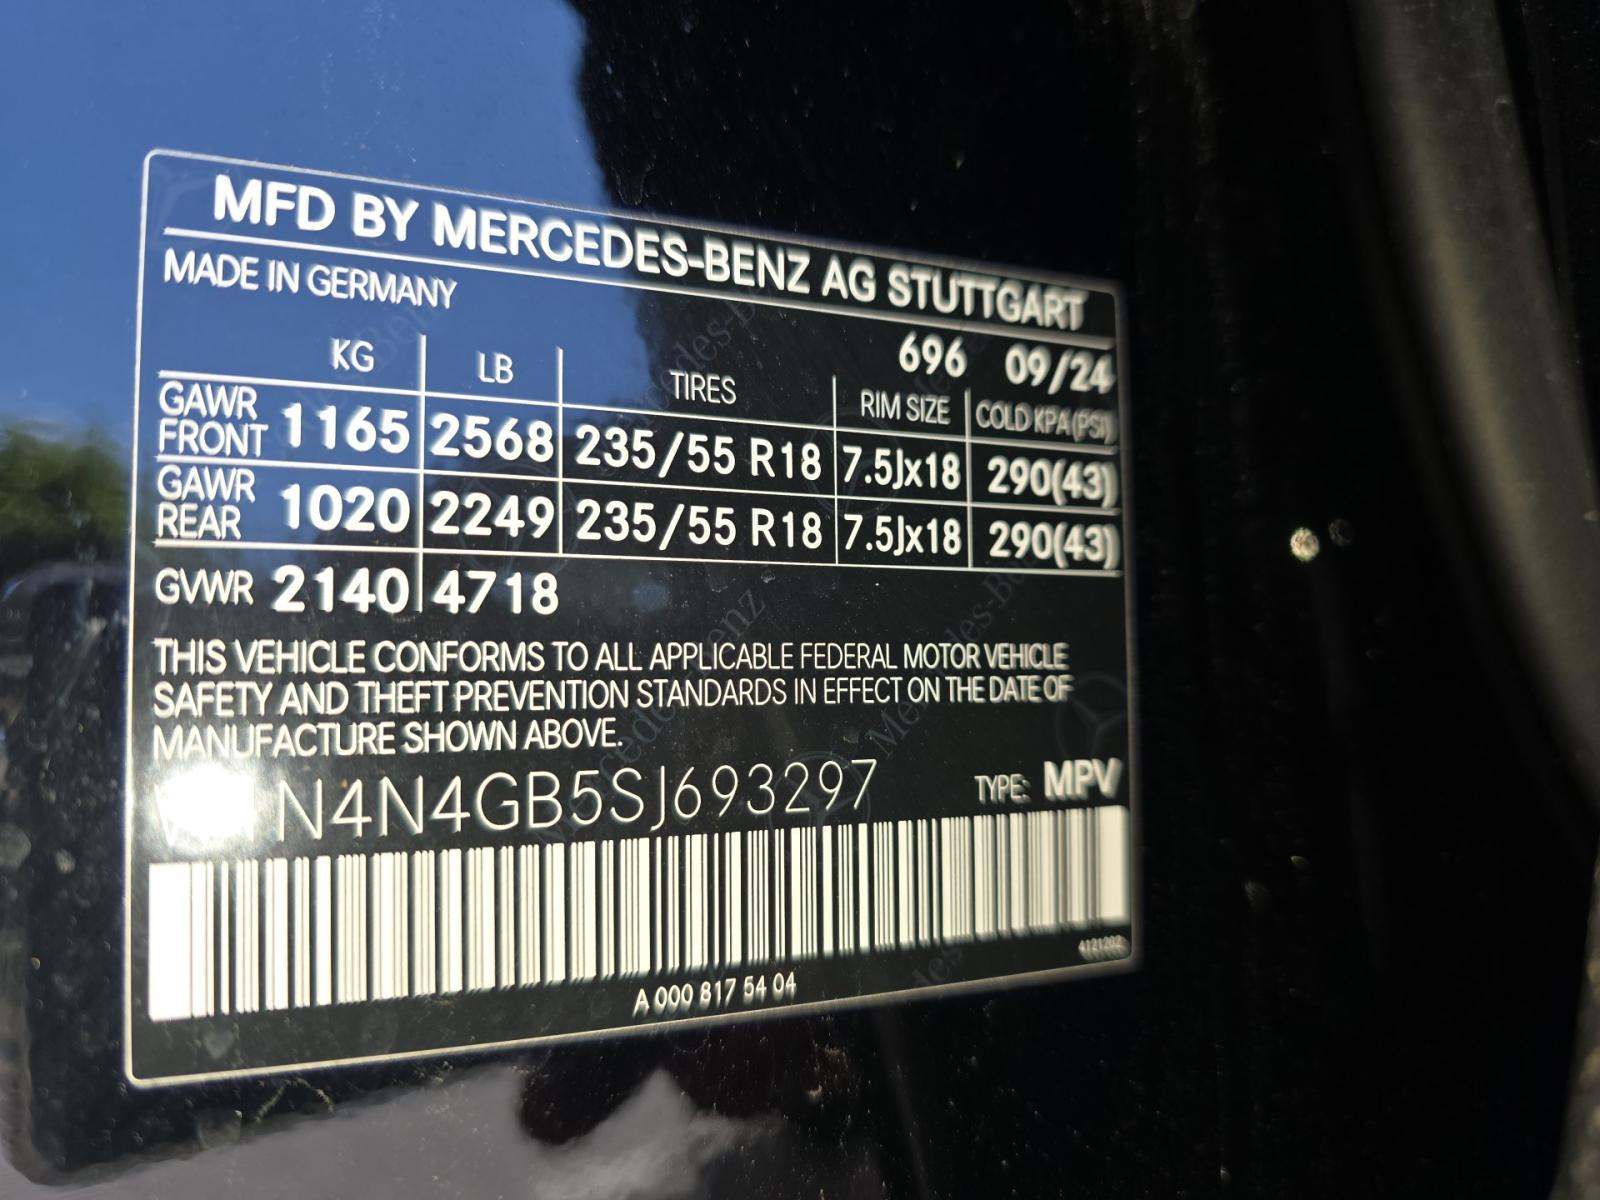 MFD BY MERCEDES-BENZ AG STUTTGART
MADE IN GERMANY
696 09/24
KG LB TIRES RIM SIZE COLD KPA (PSI)
GAWR FRONT 1165 2568 235/55 R18 7.5Jx18 290(43)
GAWR REAR 1020 2249 235/55 R18 7.5Jx18 290(43)
GVWR 2140 4718
THIS VEHICLE CONFORMS TO ALL APPLICABLE FEDERAL MOTOR VEHICLE
SAFETY AND THEFT PREVENTION STANDARDS IN EFFECT ON THE DATE OF
MANUFACTURE SHOWN ABOVE.
N4N4GB5SJ693297 TYPE: MPV
4121202
A 000 817 54 04